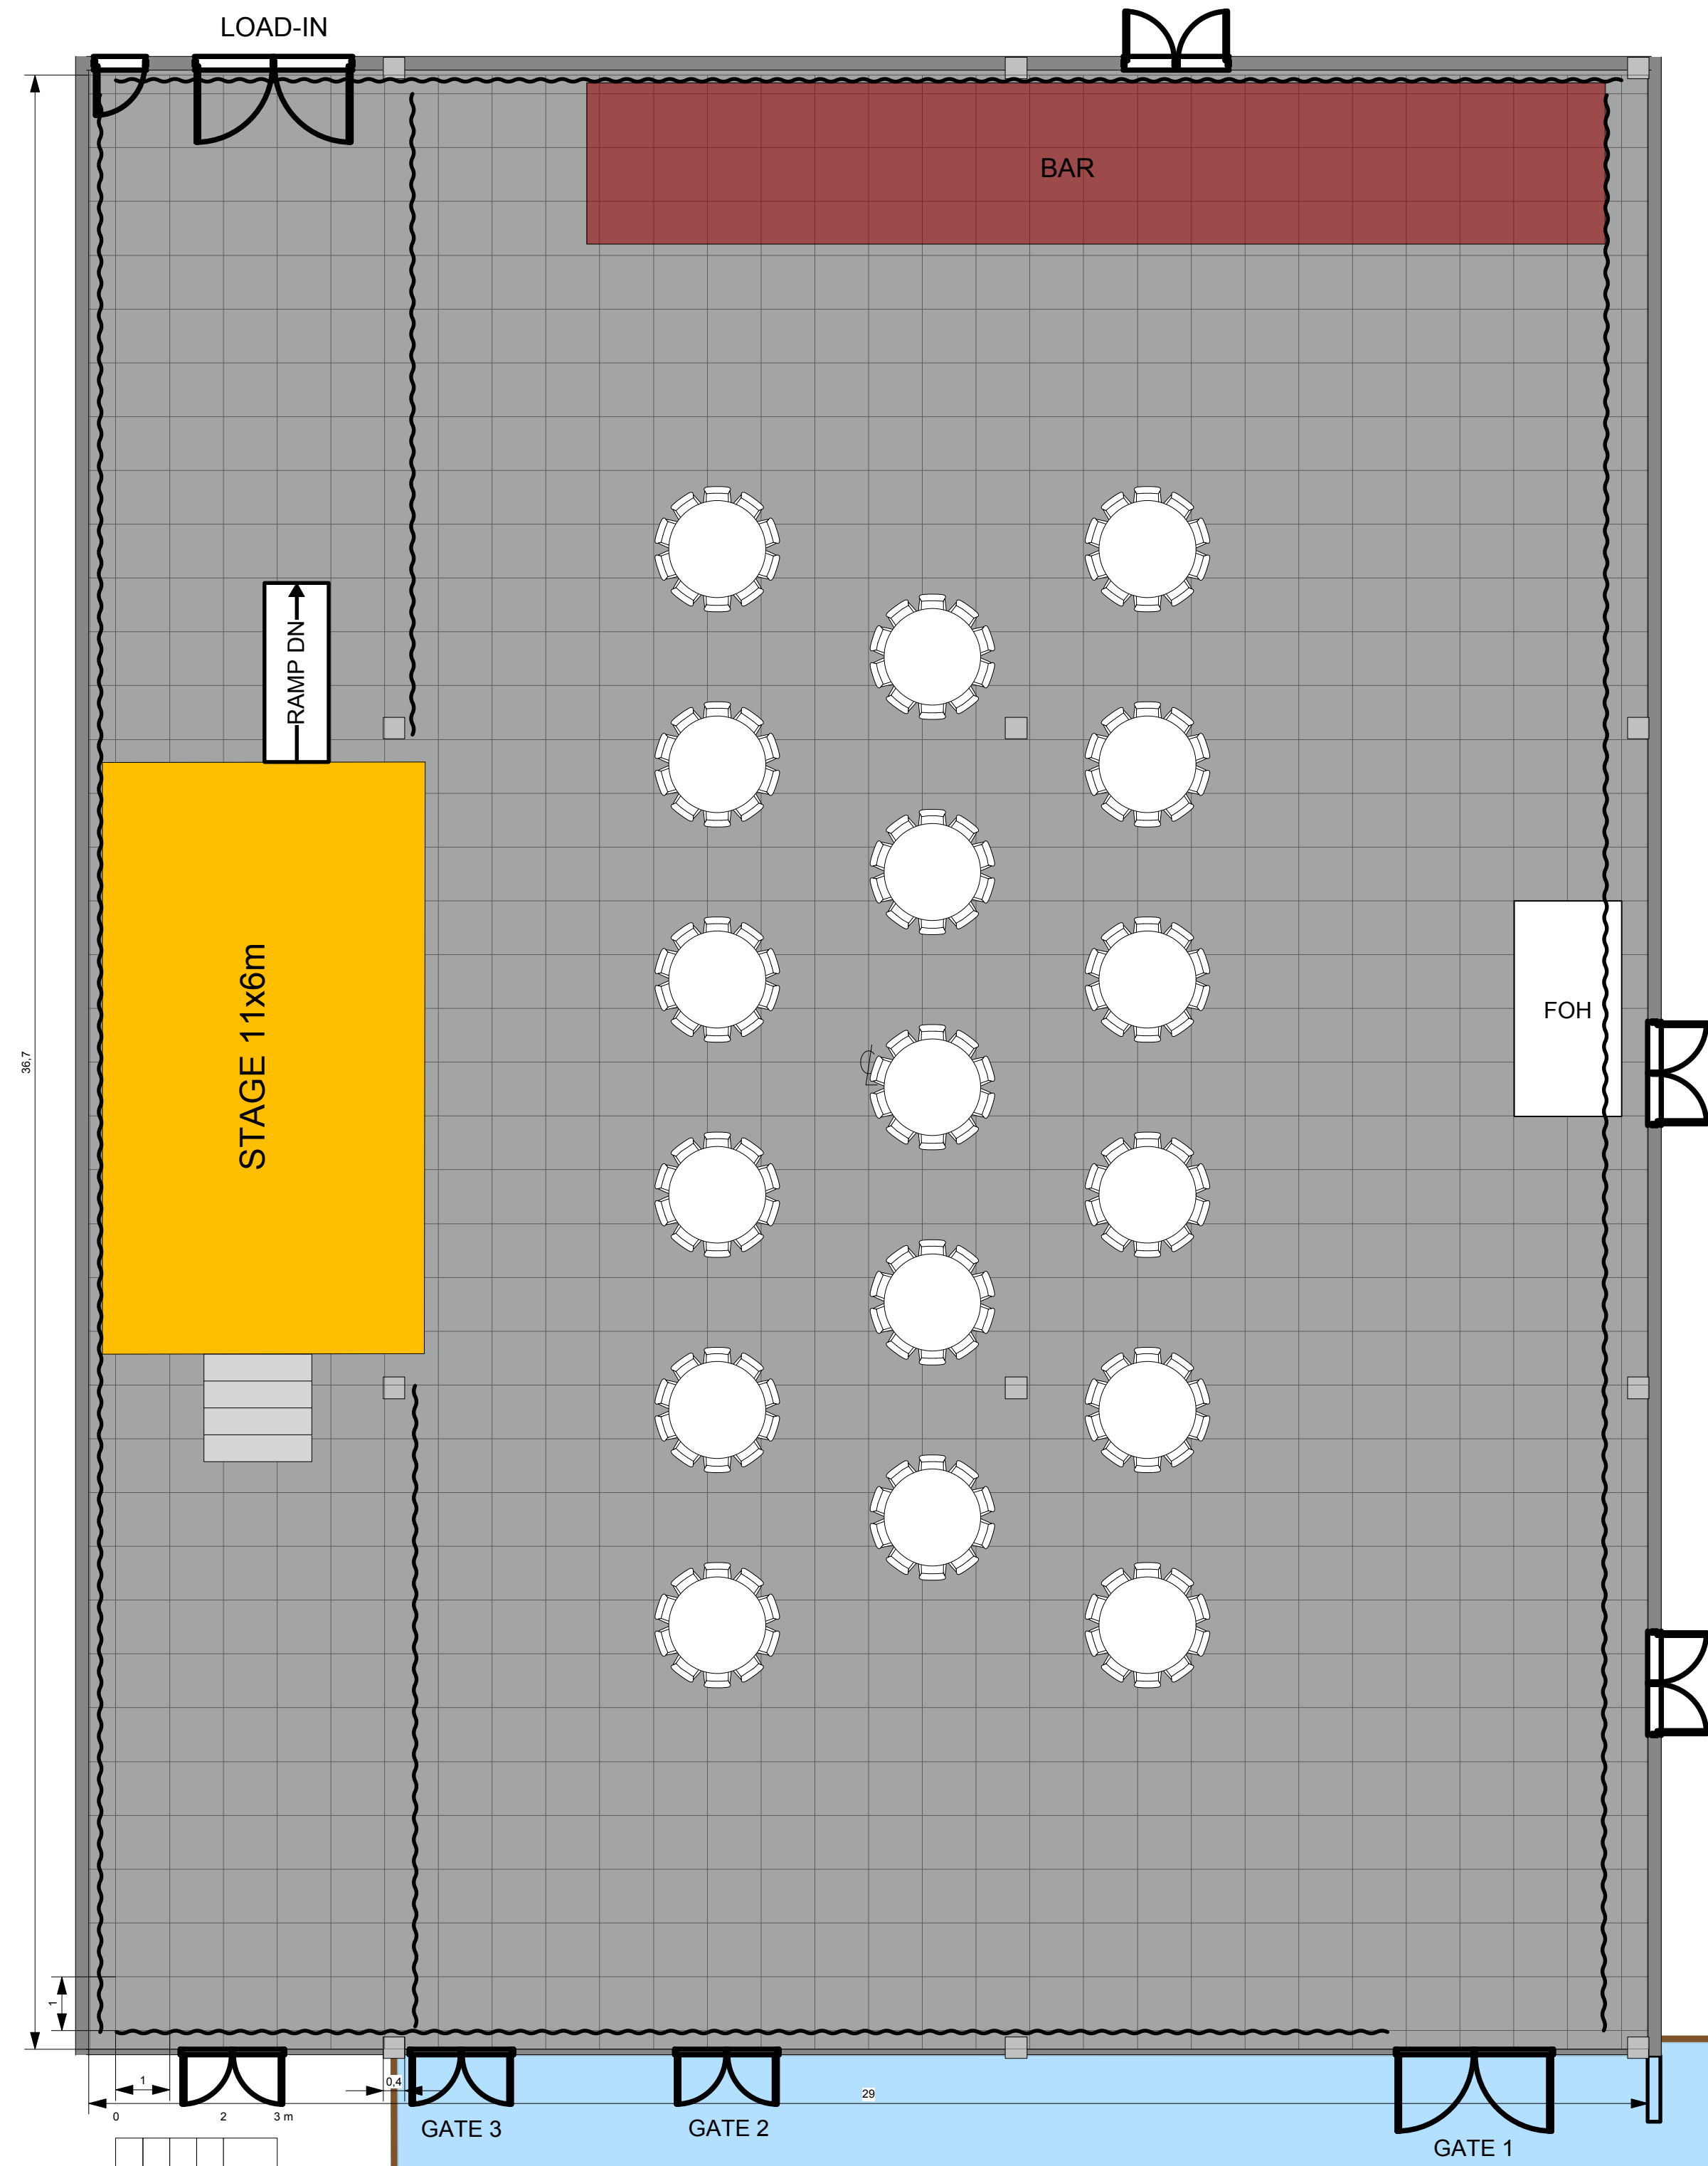 LOAD-IN
BAR
RAMP DN
STAGE 11x6m
FOH
36,7
1
1
0,4
29
0
2
3 m
GATE 3
GATE 2
GATE 1